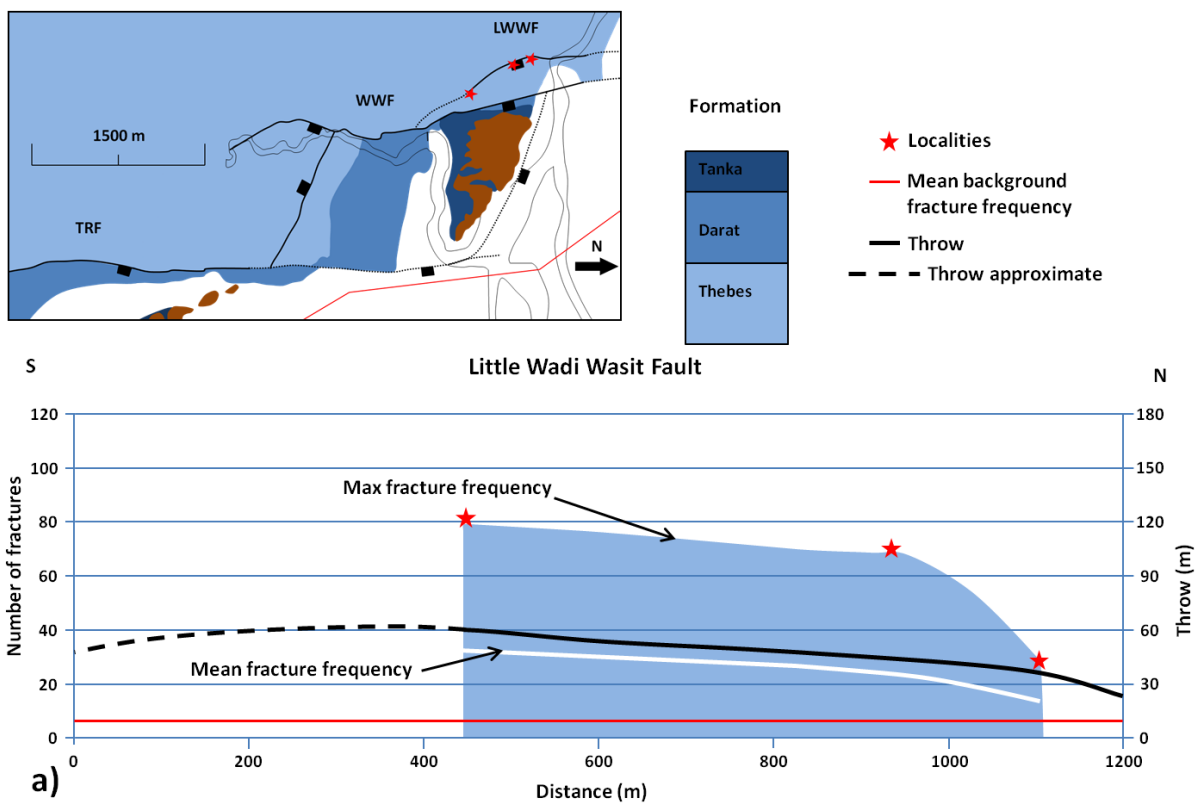 LWWF
WWF
1500 m
TRF
N
Formation
Tanka
Darat
Thebes
Localities
Mean background
fracture frequency
Throw
Throw approximate
Little Wadi Wasit Fault
S
N
120
100
80
60
40
20
0
Number of fractures
180
150
120
90
60
30
0
Throw (m)
Max fracture frequency
Mean fracture frequency
0 200 400 600 800 1000 1200
Distance (m)
a)